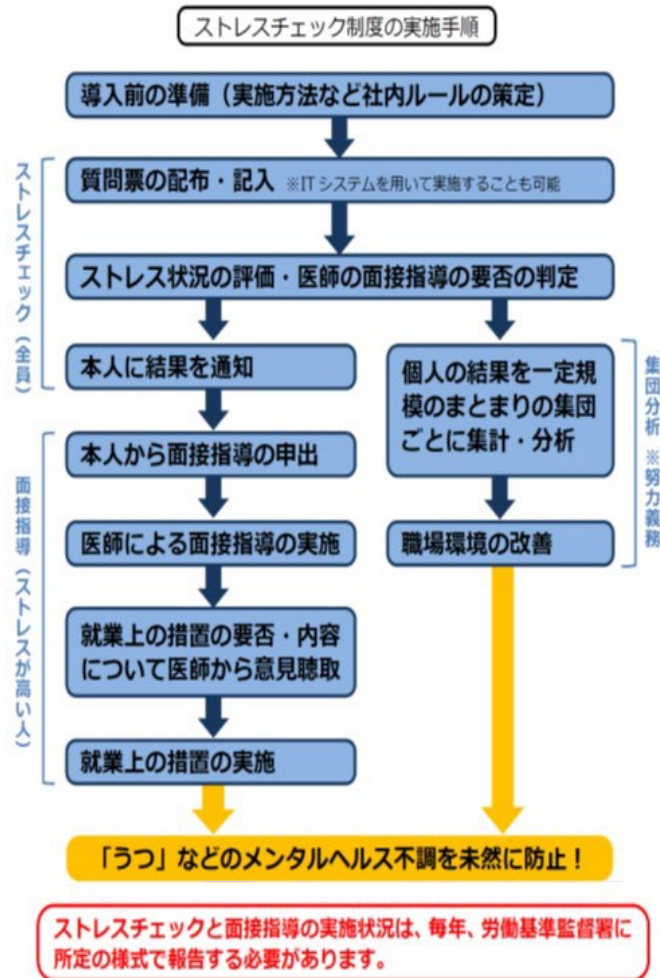 ストレスチェック制度の実施手順
導入前の準備（実施方法など社内ルールの策定）
ストレスチェック（全員）
質問票の配布・記入 ※ITシステムを用いて実施することも可能
ストレス状況の評価・医師の面接指導の要否の判定
本人に結果を通知
面接指導（ストレスが高い人）
本人から面接指導の申出
医師による面接指導の実施
就業上の措置の要否・内容
について医師から意見聴取
就業上の措置の実施
個人の結果を一定規
模のまとまりの集団
ごとに集計・分析
職場環境の改善
集団分析 ※努力義務
「うつ」などのメンタルヘルス不調を未然に防止！
ストレスチェックと面接指導の実施状況は、毎年、労働基準監督署に
所定の様式で報告する必要があります。